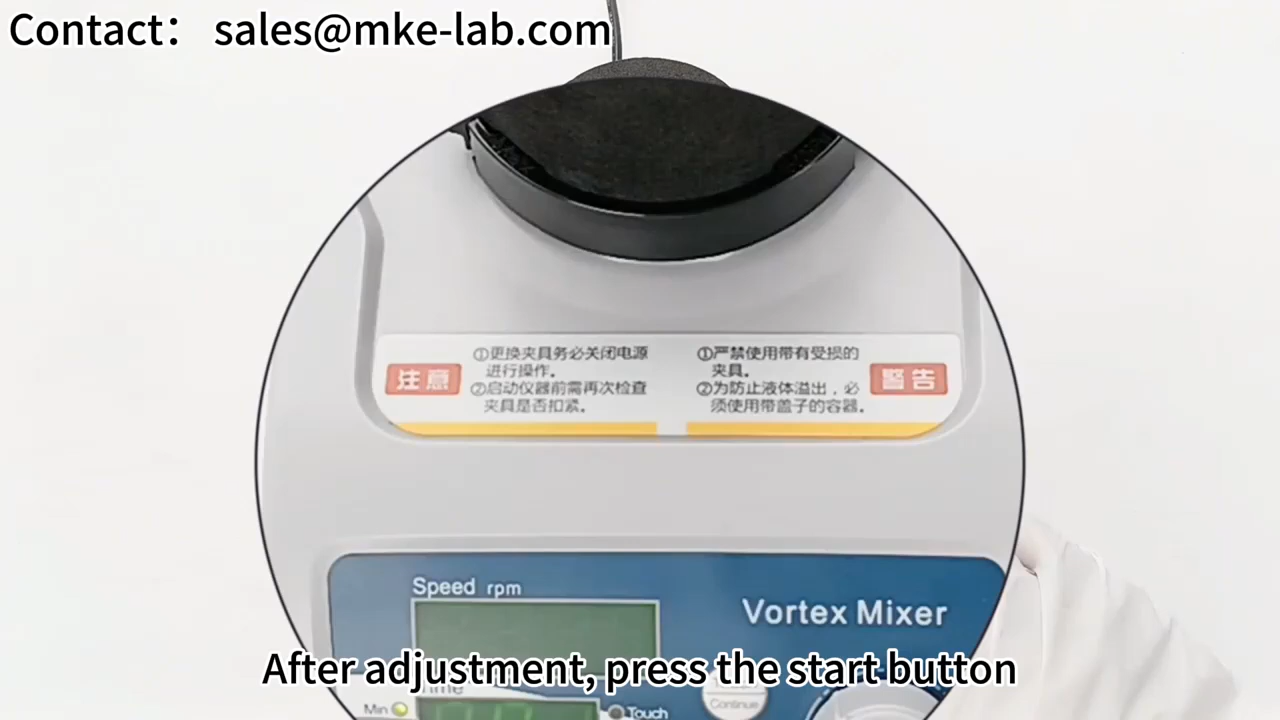 Contact： sales@mke-lab.com
注意
①更换夹具务必关闭电源
进行操作。
②启动仪器前需再次检查
夹具是否扣紧。
①严禁使用带有受损的
夹具。
②为防止液体溢出，必
须使用带盖子的容器。
警告
Speed rpm
Vortex Mixer
After adjustment, press the start button
Time
Min
Touch
Continue